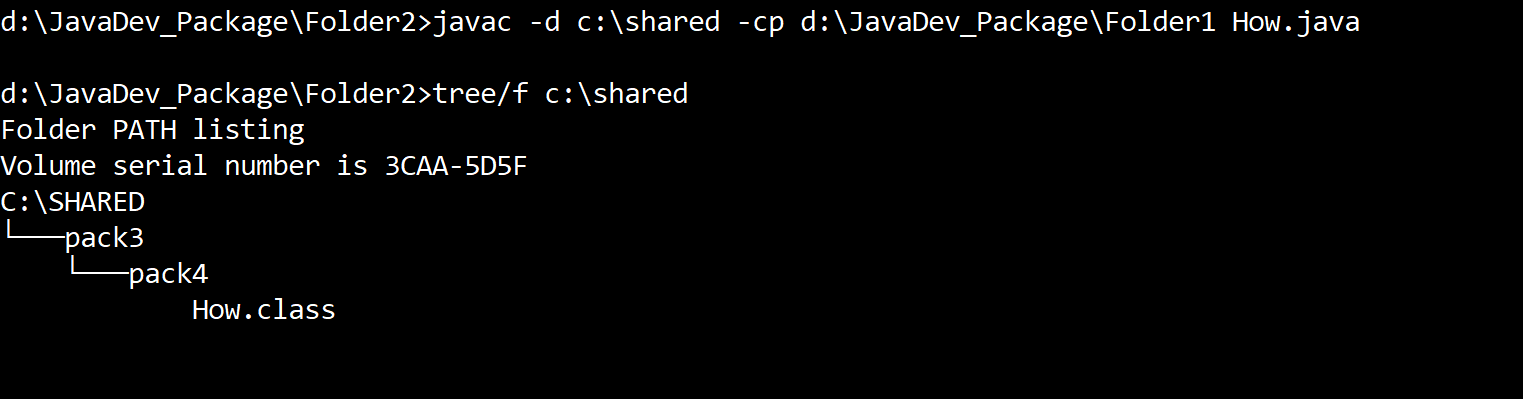 d:\JavaDev_Package\Folder2>javac -d c:\shared -cp d:\JavaDev_Package\Folder1 How.java
d:\JavaDev_Package\Folder2>tree/f c:\shared
Folder PATH listing
Volume serial number is 3CAA-5D5F
C:\SHARED
└───pack3
    └───pack4
            How.class